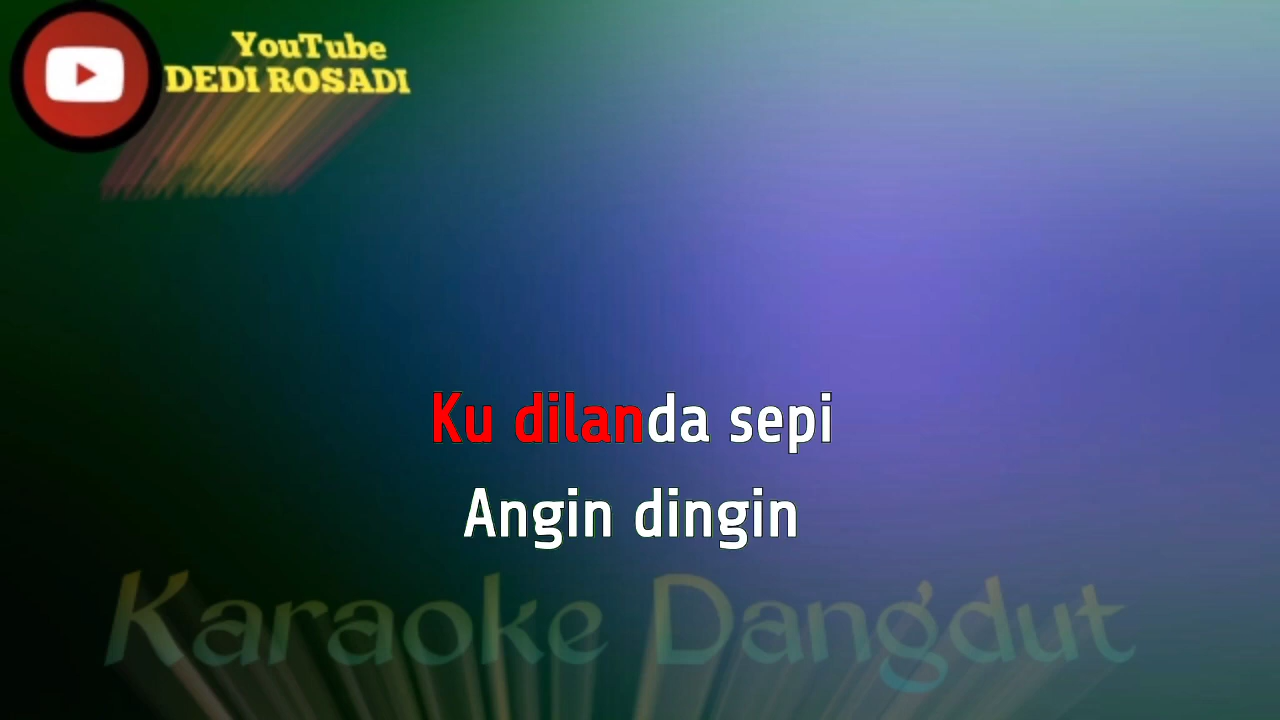 YouTube
DEDI ROSADI
Ku dilanda sepi
Angin dingin
Karaoke Dangdut